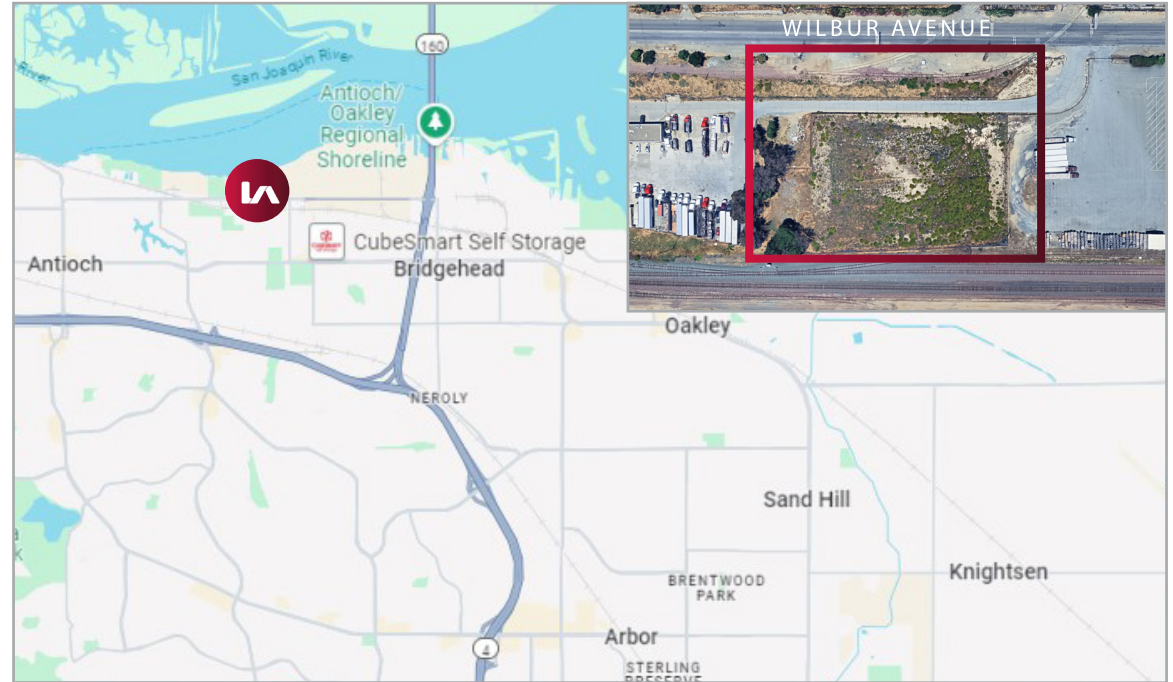 WILBUR AVENUE
160
San Joaquin River
River
Antioch/
Oakley
Regional
Shoreline
CubeSmart Self Storage
Antioch
Bridgehead
Oakley
NEROLY
Sand Hill
Knightsen
BRENTWOOD
PARK
Arbor
4
STERLING
PRESERVE